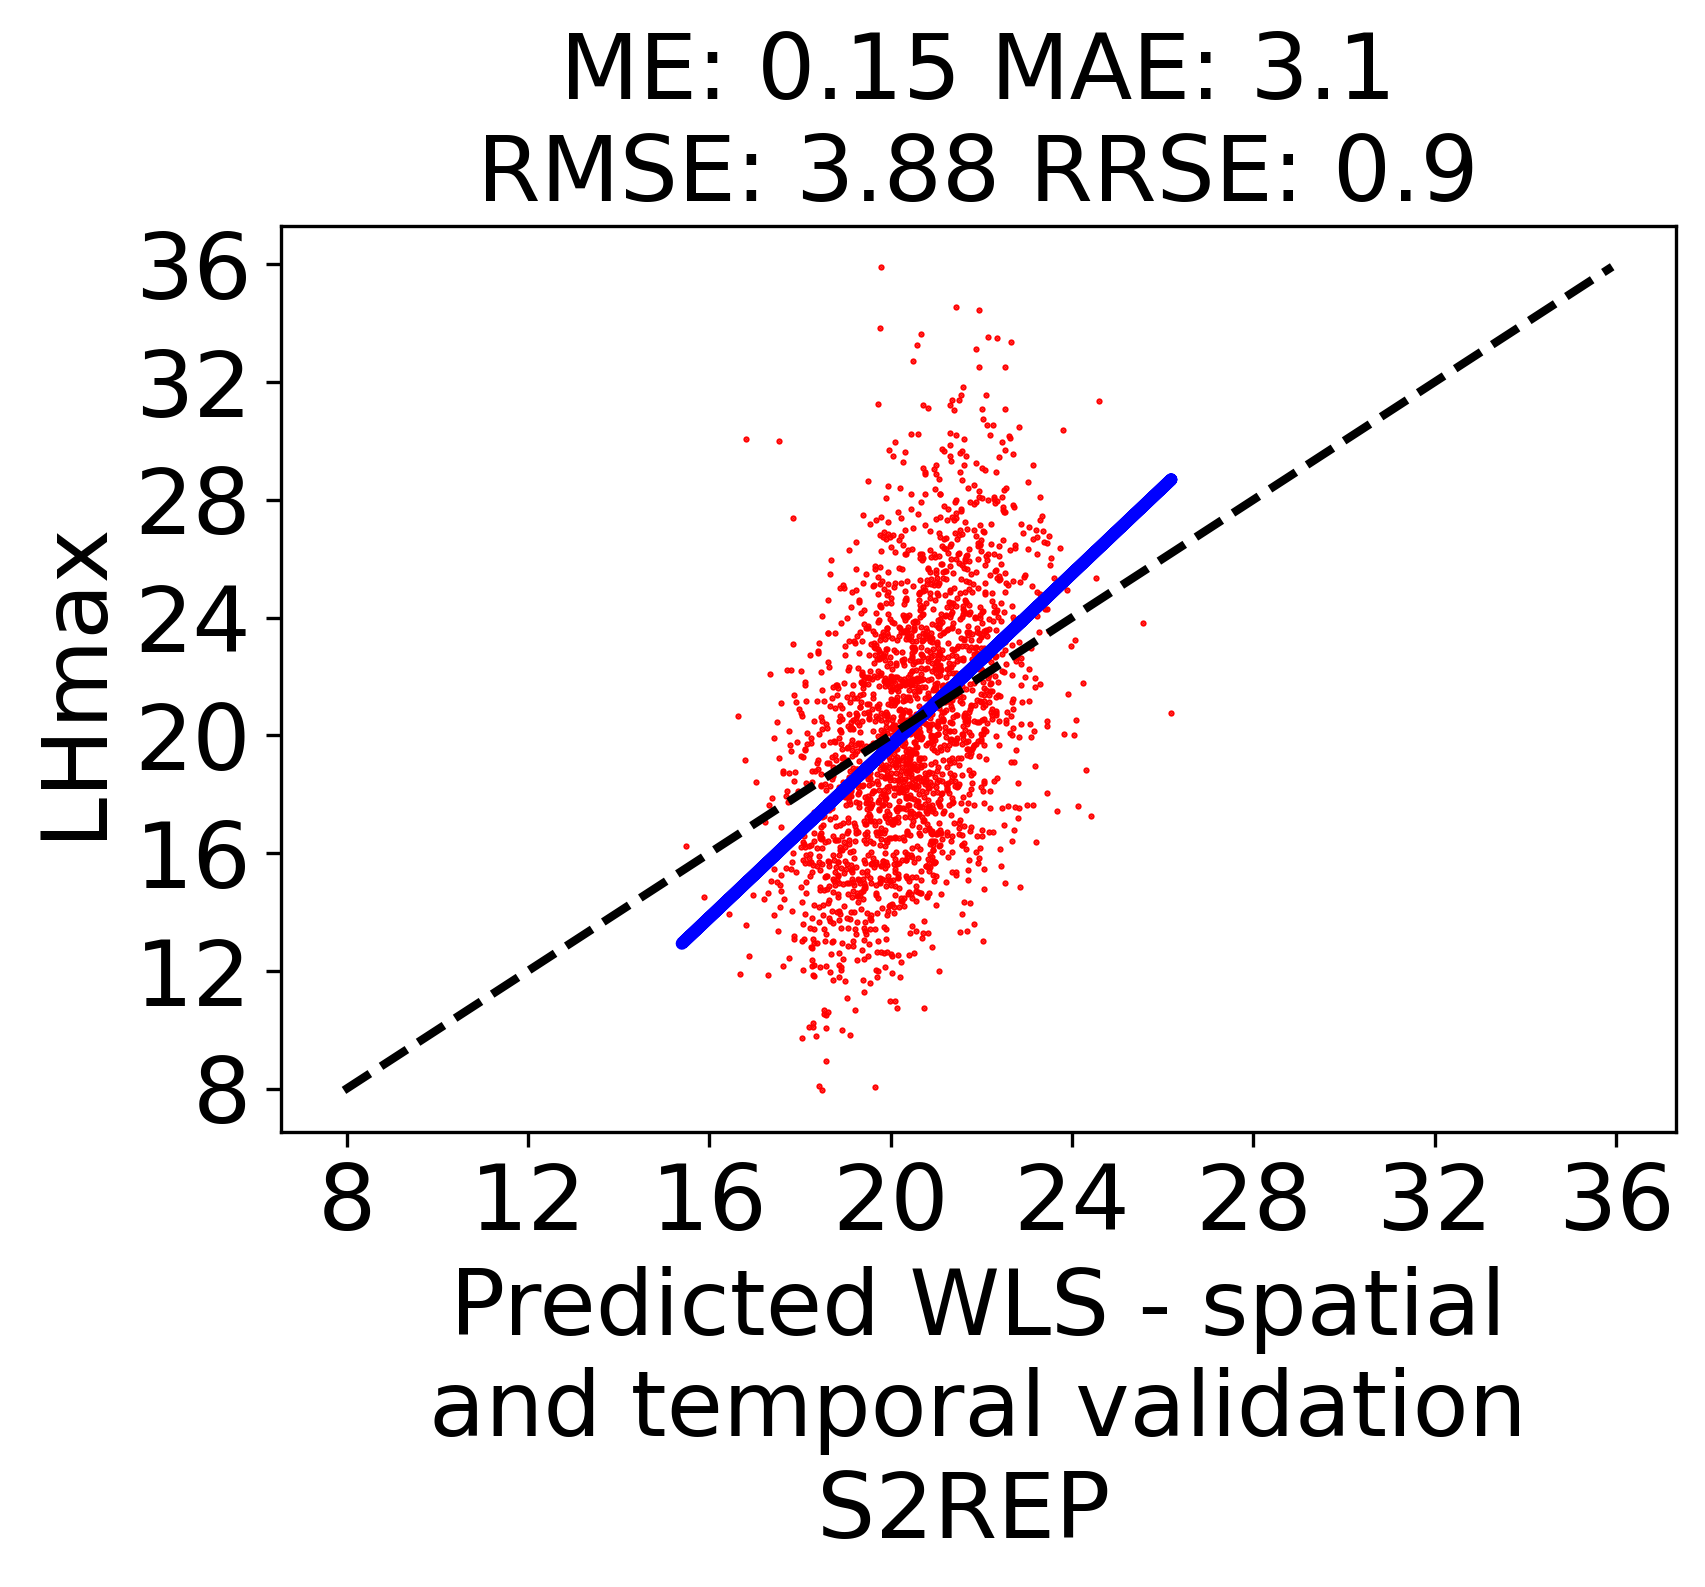 ME: 0.15 MAE: 3.1
RMSE: 3.88 RRSE: 0.9
36
32
28
24
20
16
12
8
LHmax
8 12 16 20 24 28 32 36
Predicted WLS - spatial
and temporal validation
S2REP